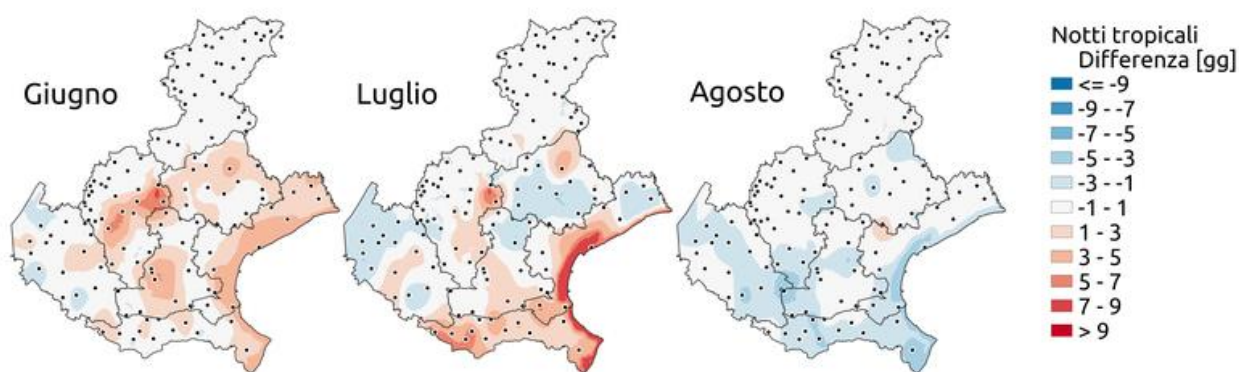 Giugno
Luglio
Agosto
Notti tropicali
Differenza [gg]
<= -9
-9 - -7
-7 - -5
-5 - -3
-3 - -1
-1 - 1
1 - 3
3 - 5
5 - 7
7 - 9
> 9